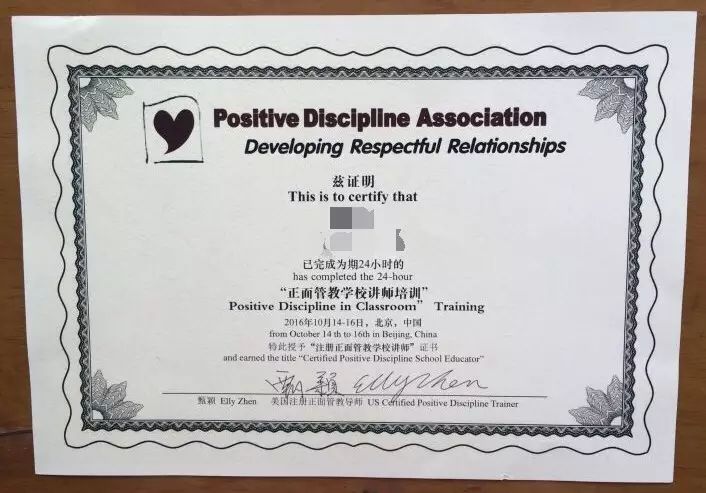 Positive Discipline Association
Developing Respectful Relationships
兹证明
This is to certify that
已完成为期24小时的
has completed the 24-hour
“正面管教学校讲师培训”
Positive Discipline in Classroom” Training
2016年10月14-16日，北京，中国
from October 14 th to 16th in Beijing, China
特此授予“注册正面管教学校讲师”证书
and earned the title “Certified Positive Discipline School Educator”
甄颖 Elly Zhen
甄颖 Elly Zhen 美国注册正面管教导师 US Certified Positive Discipline Trainer